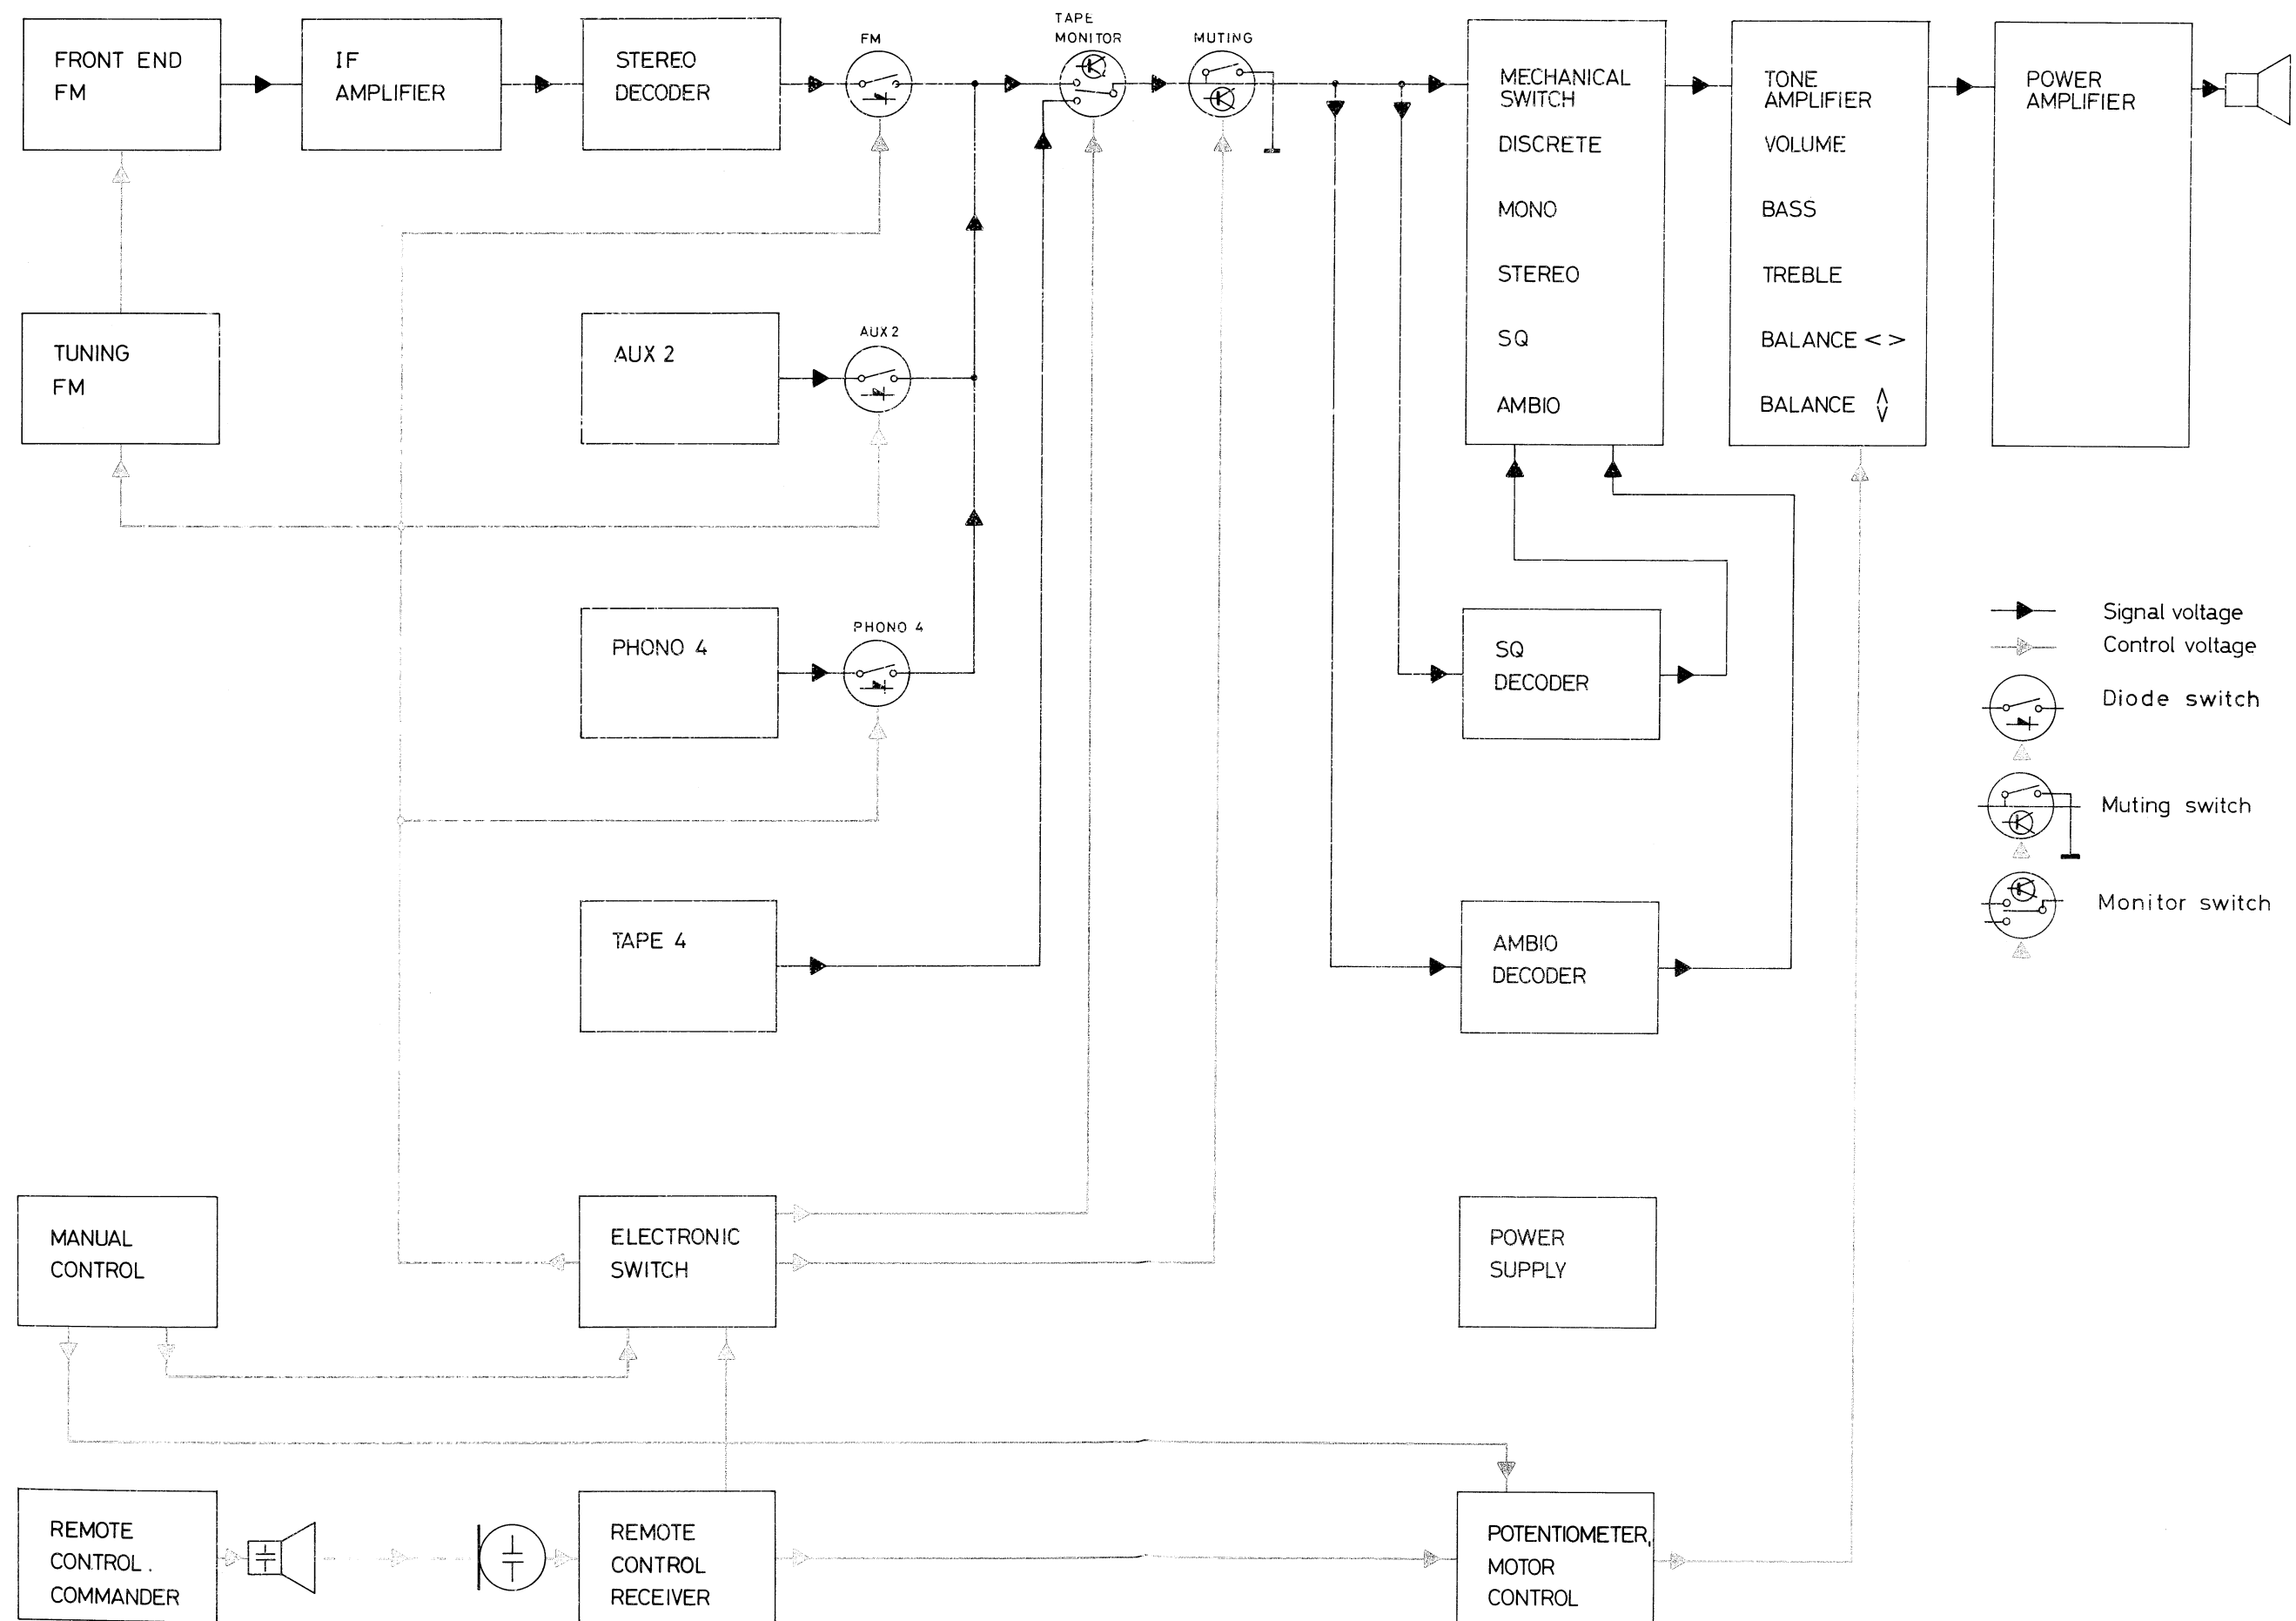 FRONT END
FM
IF
AMPLIFIER
STEREO
DECODER
FM
TAPE
MONITOR
MUTING
MECHANICAL
SWITCH
DISCRETE
MONO
STEREO
SQ
AMBIO
TONE
AMPLIFIER
VOLUME
BASS
TREBLE
BALANCE < >
BALANCE ∧∨
POWER
AMPLIFIER
TUNING
FM
AUX 2
AUX 2
PHONO 4
PHONO 4
SQ
DECODER
Signal voltage
Control voltage
Diode switch
Muting switch
Monitor switch
TAPE 4
AMBIO
DECODER
MANUAL
CONTROL
ELECTRONIC
SWITCH
POWER
SUPPLY
REMOTE
CONTROL.
COMMANDER
REMOTE
CONTROL
RECEIVER
POTENTIOMETER,
MOTOR
CONTROL